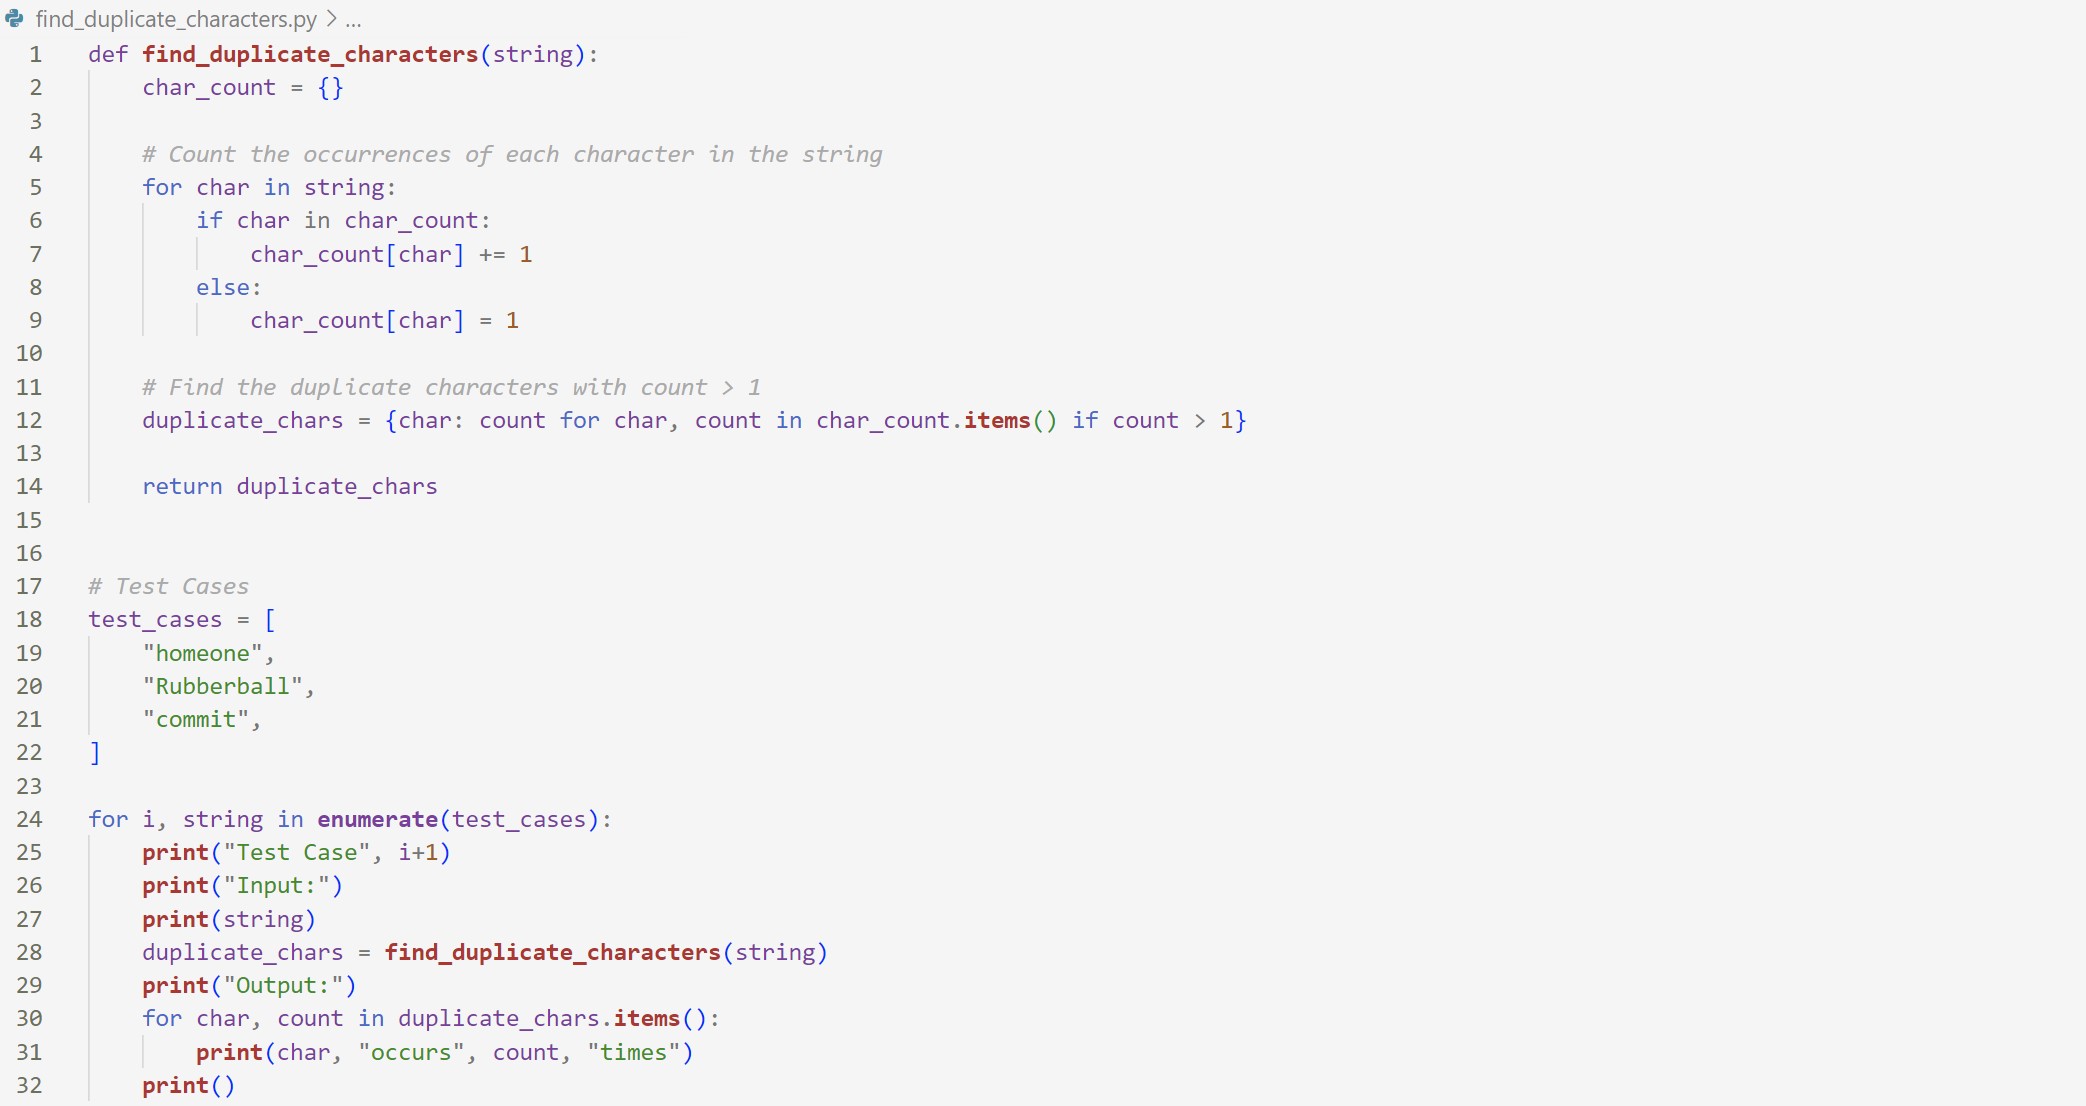 find_duplicate_characters.py > ...
1 def find_duplicate_characters(string):
2     char_count = {}
3
4     # Count the occurrences of each character in the string
5     for char in string:
6         if char in char_count:
7             char_count[char] += 1
8         else:
9             char_count[char] = 1
10
11     # Find the duplicate characters with count > 1
12     duplicate_chars = {char: count for char, count in char_count.items() if count > 1}
13
14     return duplicate_chars
15
16
17 # Test Cases
18 test_cases = [
19     "homeone",
20     "Rubberball",
21     "commit",
22 ]
23
24 for i, string in enumerate(test_cases):
25     print("Test Case", i+1)
26     print("Input:")
27     print(string)
28     duplicate_chars = find_duplicate_characters(string)
29     print("Output:")
30     for char, count in duplicate_chars.items():
31         print(char, "occurs", count, "times")
32     print()